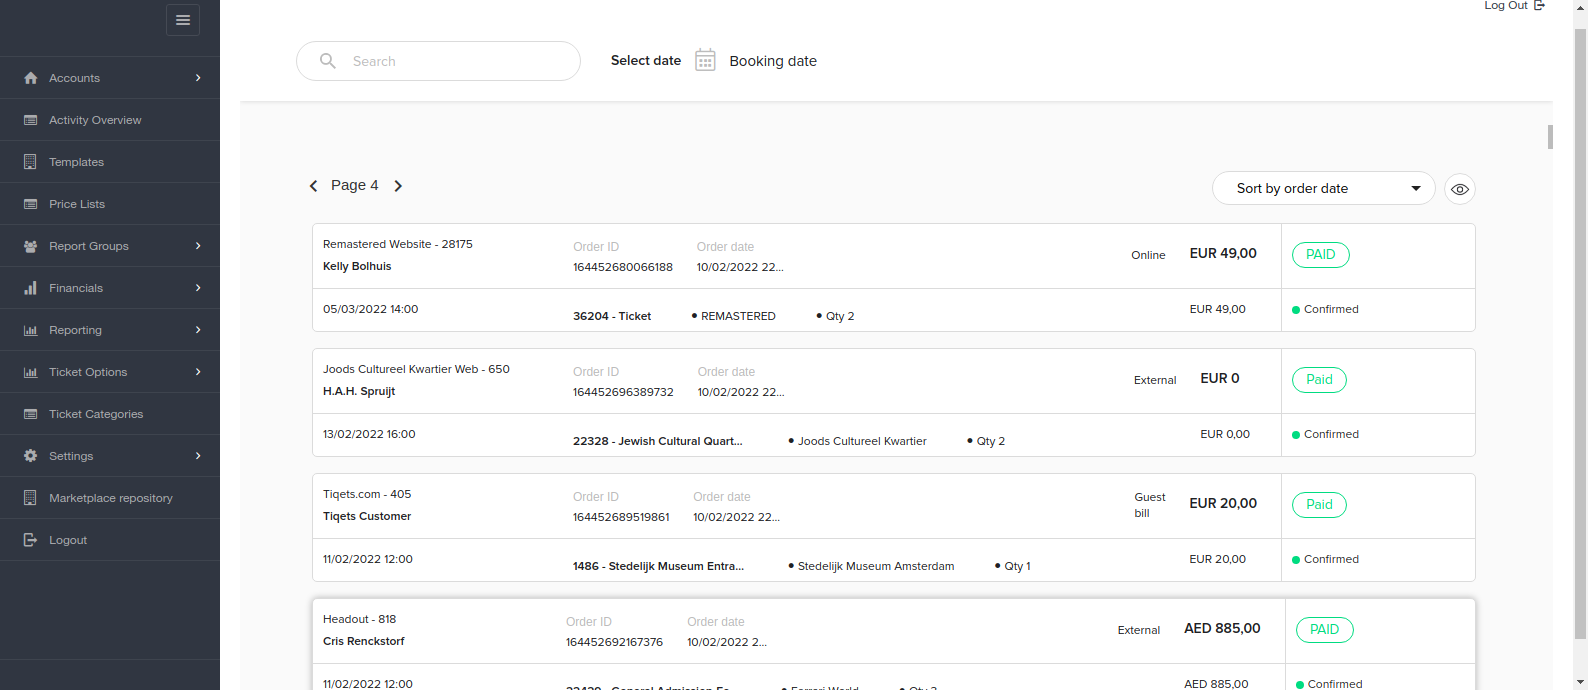 Log Out
Search
Select date Booking date
Accounts
Activity Overview
Templates
Price Lists
Report Groups
Financials
Reporting
Ticket Options
Ticket Categories
Settings
Marketplace repository
Logout
Page 4
Sort by order date
Remastered Website - 28175
Kelly Bolhuis
Order ID Order date
164452680066188 10/02/2022 22...
Online EUR 49,00 PAID
05/03/2022 14:00 36204 - Ticket • REMASTERED • Qty 2 EUR 49,00 Confirmed
Joods Cultureel Kwartier Web - 650
H.A.H. Spruijt
Order ID Order date
164452696389732 10/02/2022 22...
External EUR 0 Paid
13/02/2022 16:00 22328 - Jewish Cultural Quart... • Joods Cultureel Kwartier • Qty 2 EUR 0,00 Confirmed
Tiqets.com - 405
Tiqets Customer
Order ID Order date
164452689519861 10/02/2022 22...
Guest
bill
EUR 20,00 Paid
11/02/2022 12:00 1486 - Stedelijk Museum Entra... • Stedelijk Museum Amsterdam • Qty 1 EUR 20,00 Confirmed
Headout - 818
Cris Renckstorf
Order ID Order date
164452692167376 10/02/2022 2...
External AED 885,00 PAID
11/02/2022 12:00 AED 885,00 Confirmed